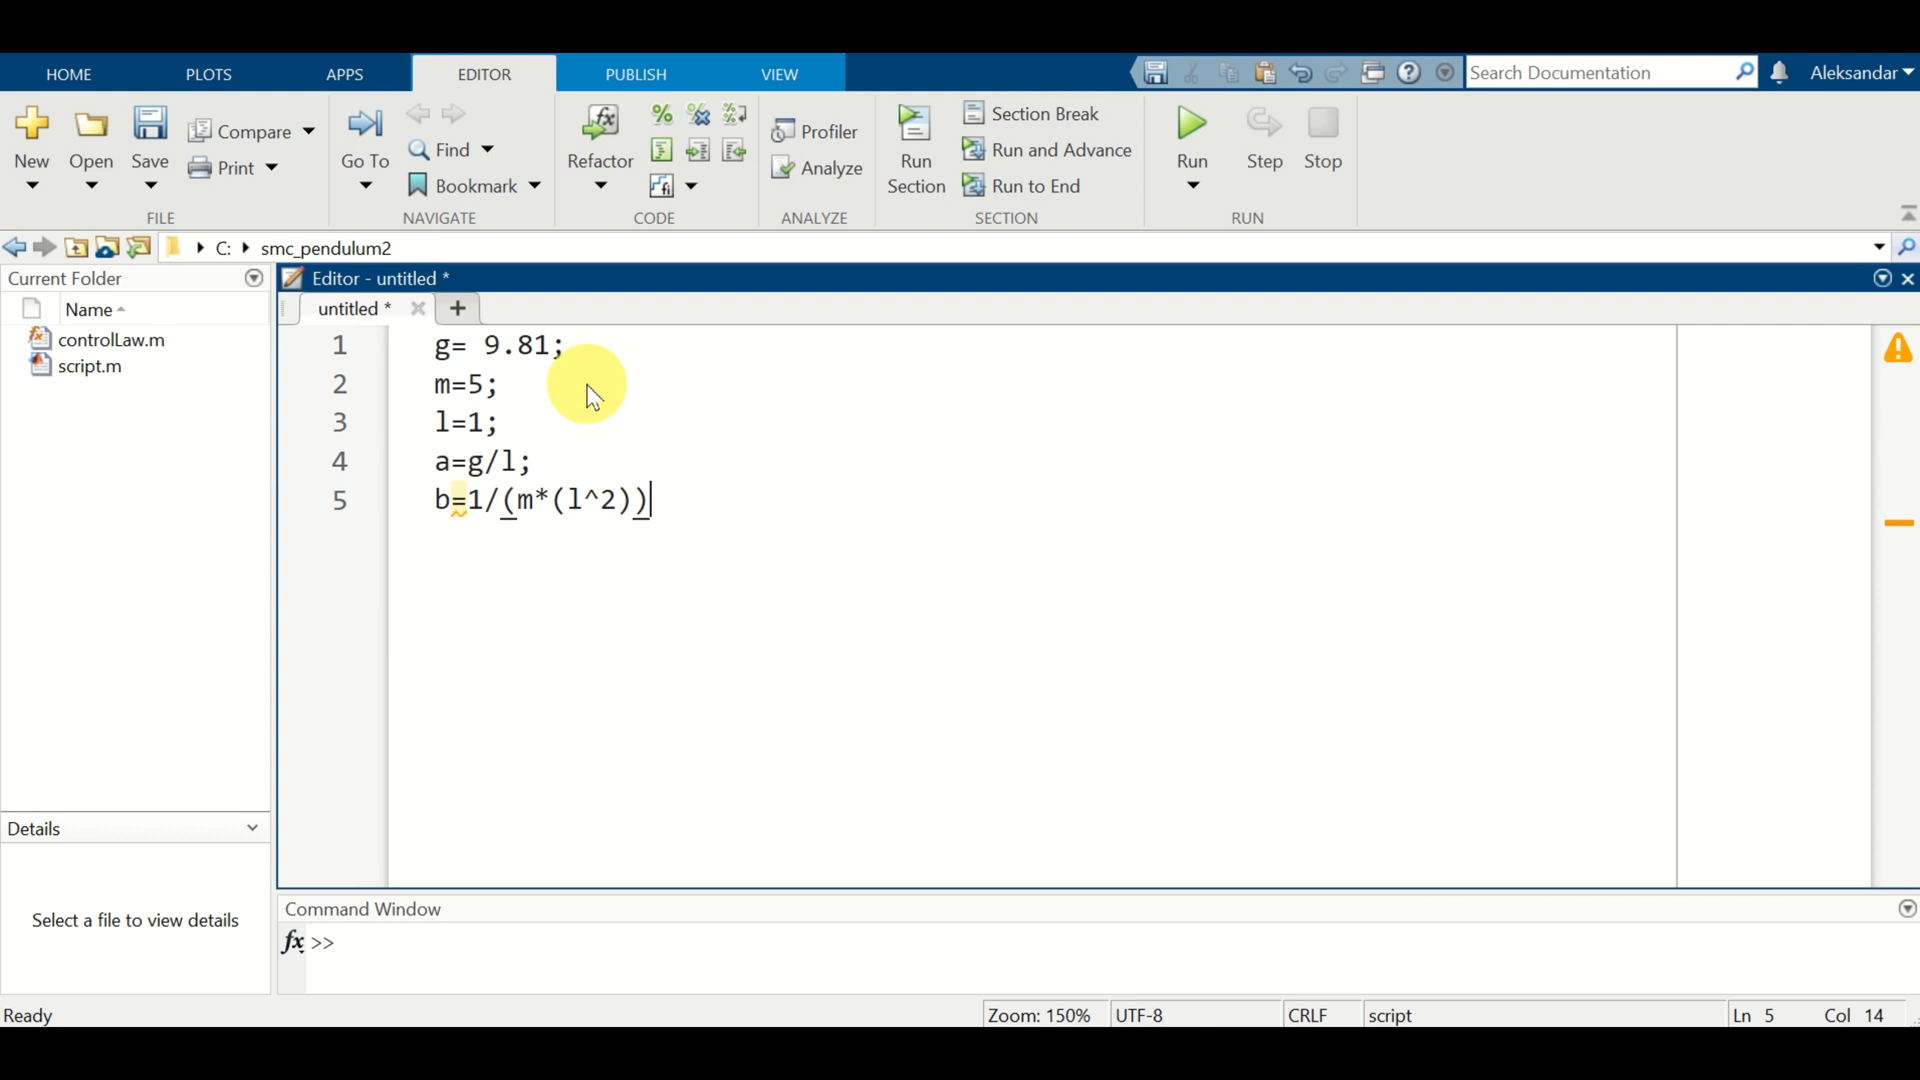 HOME PLOTS APPS EDITOR PUBLISH VIEW Search Documentation Aleksandar
New Open Save Compare Print Go To Find Bookmark Refactor Profiler Analyze Run Section Section Break Run and Advance Run to End Run Step Stop
FILE NAVIGATE CODE ANALYZE SECTION RUN
C: smc_pendulum2
Current Folder
Name
controlLaw.m
script.m
Editor - untitled *
untitled *
1 g= 9.81;
2 m=5;
3 l=1;
4 a=g/l;
5 b=1/(m*(l^2))
Details
Select a file to view details
Command Window
fx >>
Ready Zoom: 150% UTF-8 CRLF script Ln 5 Col 14